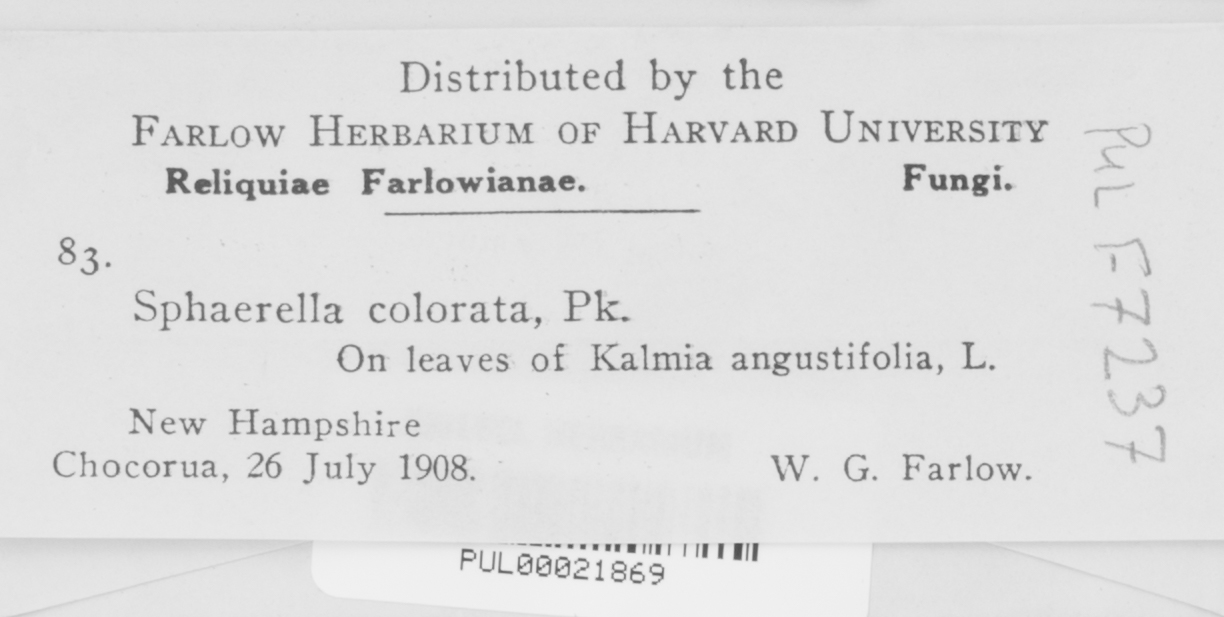 Distributed by the
FARLOW HERBARIUM OF HARVARD UNIVERSITY
Reliquiae Farlowianae. Fungi.
83.
Sphaerella colorata, Pk.
On leaves of Kalmia angustifolia, L.
New Hampshire
Chocorua, 26 July 1908. W. G. Farlow.
PUL00021869
PUL F7237